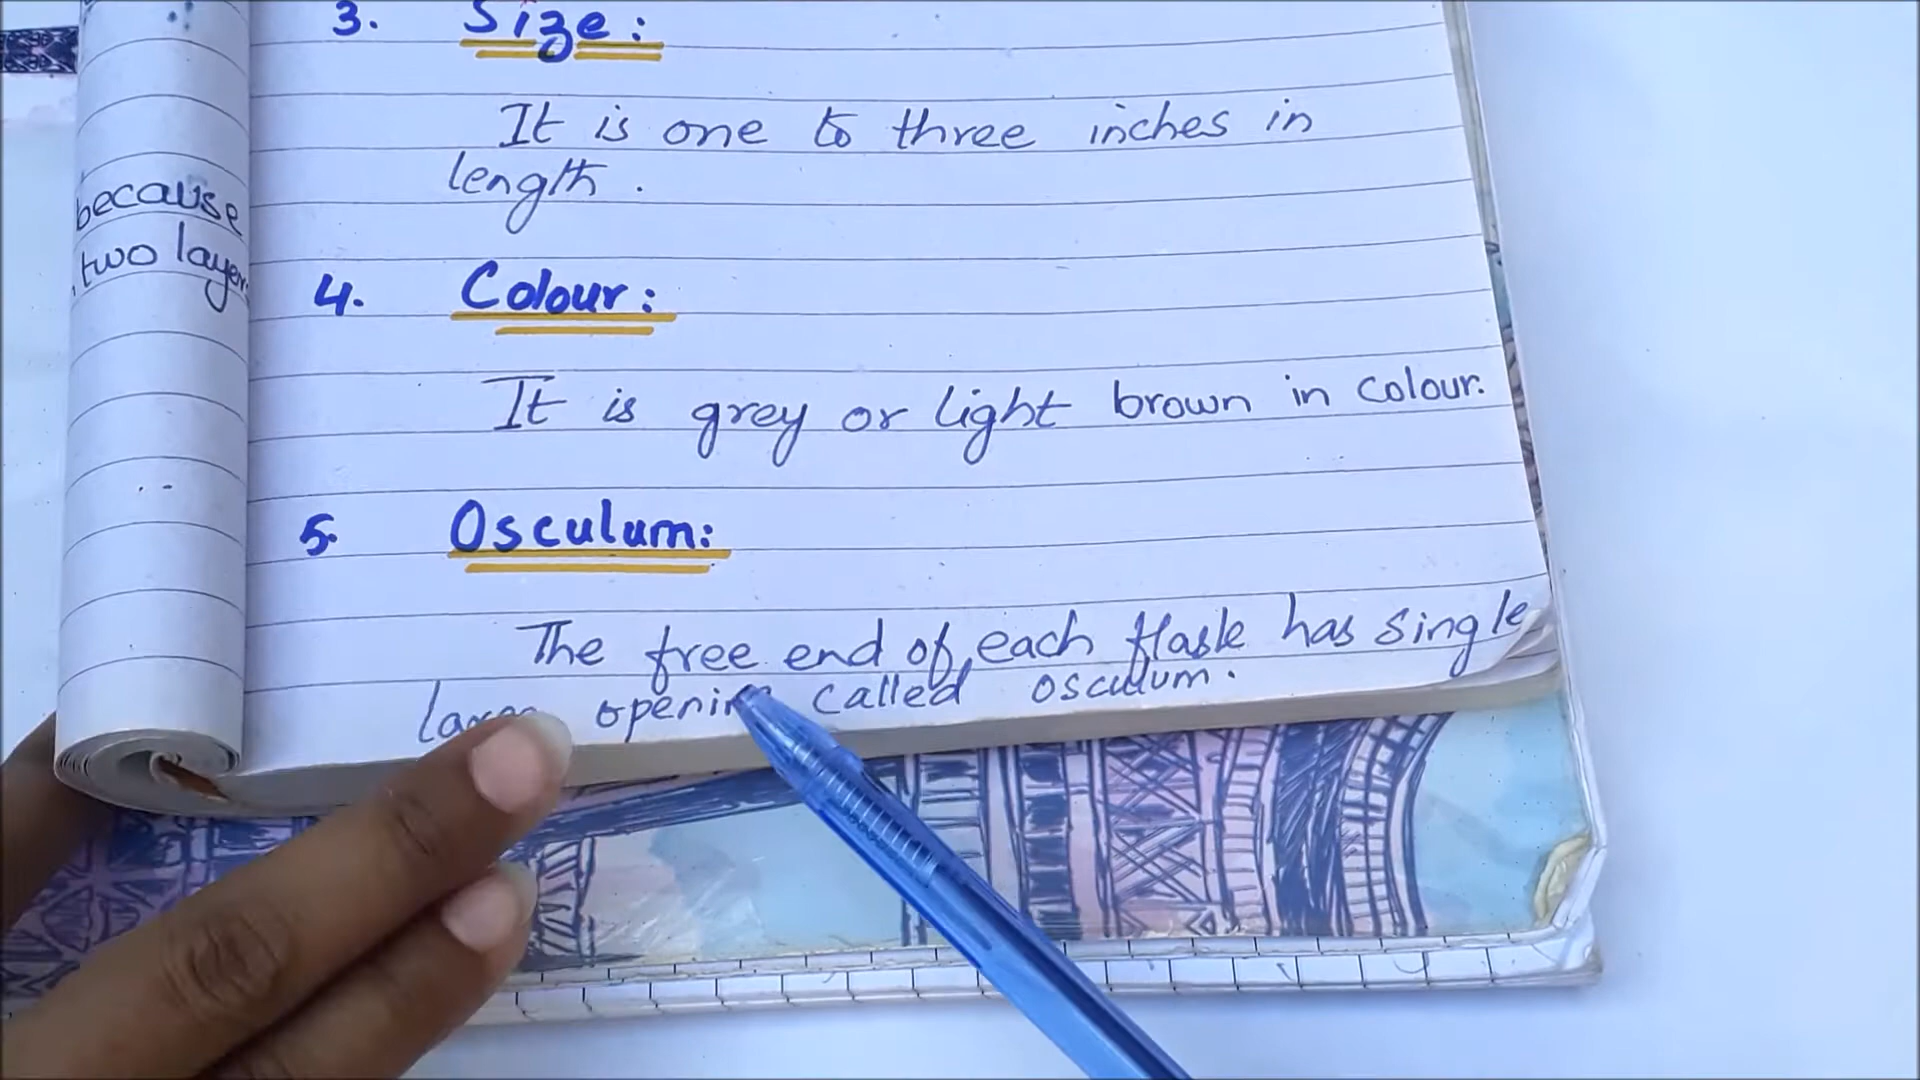 because
two layer
3. Size:
It is one to three inches in
length.
4. Colour:
It is grey or light brown in colour.
5. Osculum:
The free end of each flask has single
called osculum.